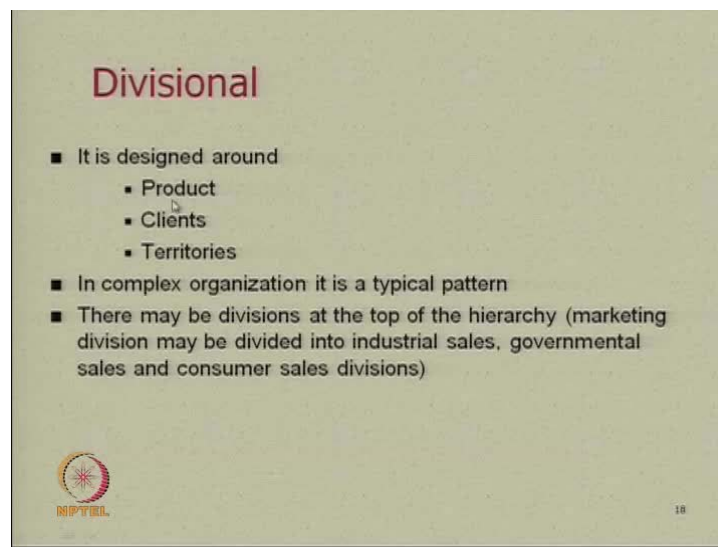 Divisional
It is designed around
Product
Clients
Territories
In complex organization it is a typical pattern
There may be divisions at the top of the hierarchy (marketing
division may be divided into industrial sales, governmental
sales and consumer sales divisions)
NPTEL
18